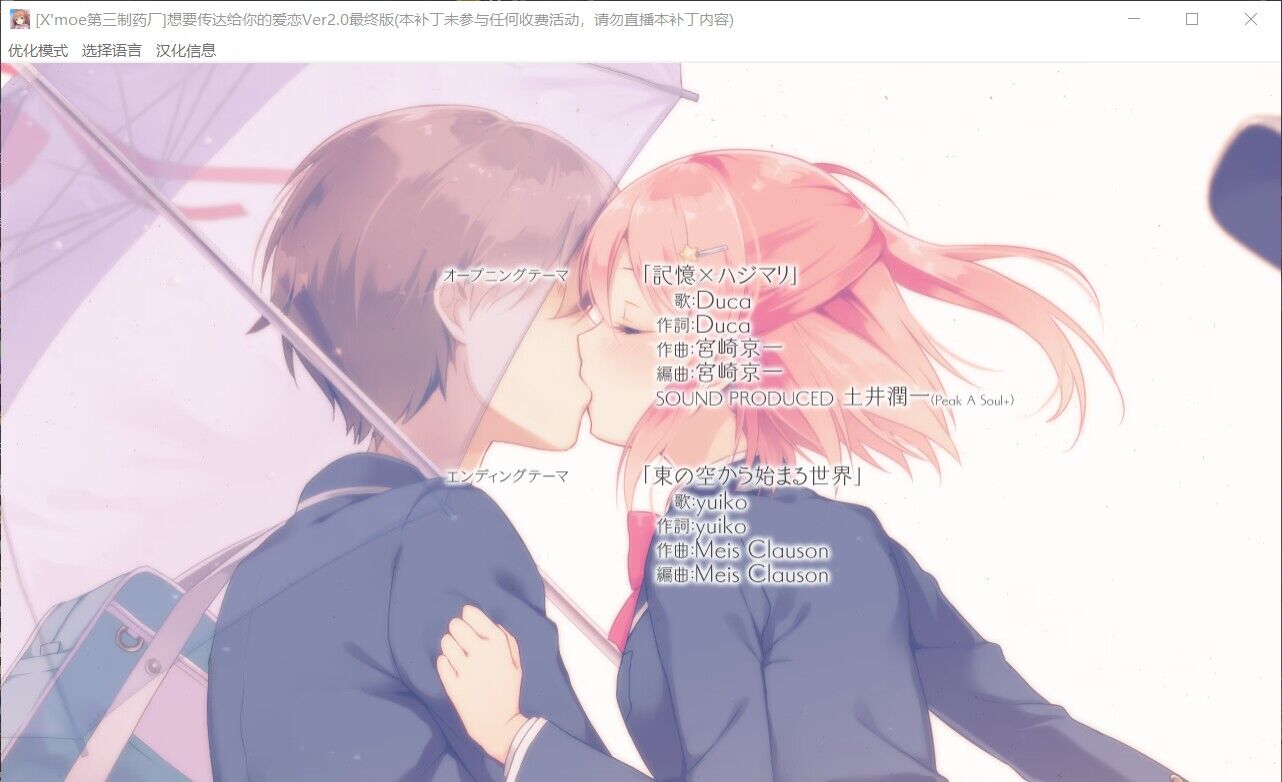 [X'moe第三制药厂]想要传达给你的爱恋Ver2.0最终版(本补丁未参与任何收费活动，请勿直播本补丁内容)
优化模式 选择语言 汉化信息
オープニングテーマ 「記憶×ハジマリ」
歌:Duca
作詞:Duca
作曲:宮崎京一
編曲:宮崎京一
SOUND PRODUCED 土井潤一(Peak A Soul+)
エンディングテーマ 「東の空から始まる世界」
歌:yuiko
作詞:yuiko
作曲:Meis Clauson
編曲:Meis Clauson